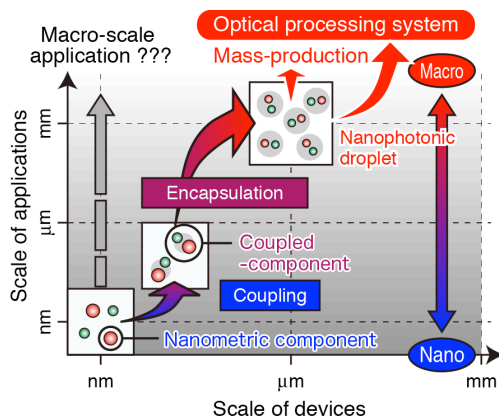 Macro-scale
application ???
Optical processing system
Mass-production
Macro
Nanophotonic
droplet
Encapsulation
Coupled
-component
Coupling
Nanometric component
Nano
Scale of applications
mm
μm
nm
nm
μm
mm
Scale of devices